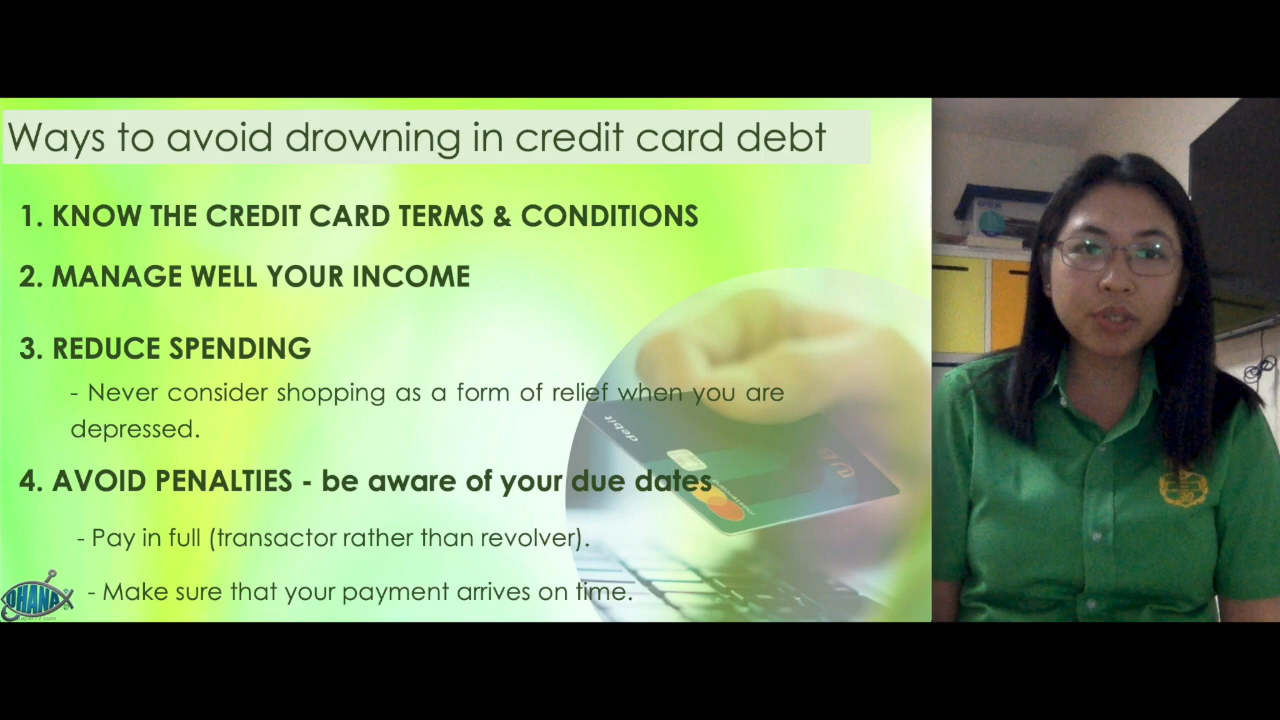 Ways to avoid drowning in credit card debt
1. KNOW THE CREDIT CARD TERMS & CONDITIONS
2. MANAGE WELL YOUR INCOME
3. REDUCE SPENDING
- Never consider shopping as a form of relief when you are
depressed.
debit
4. AVOID PENALTIES - be aware of your due dates
mastercard
- Pay in full (transactor rather than revolver).
- Make sure that your payment arrives on time.
OHANA